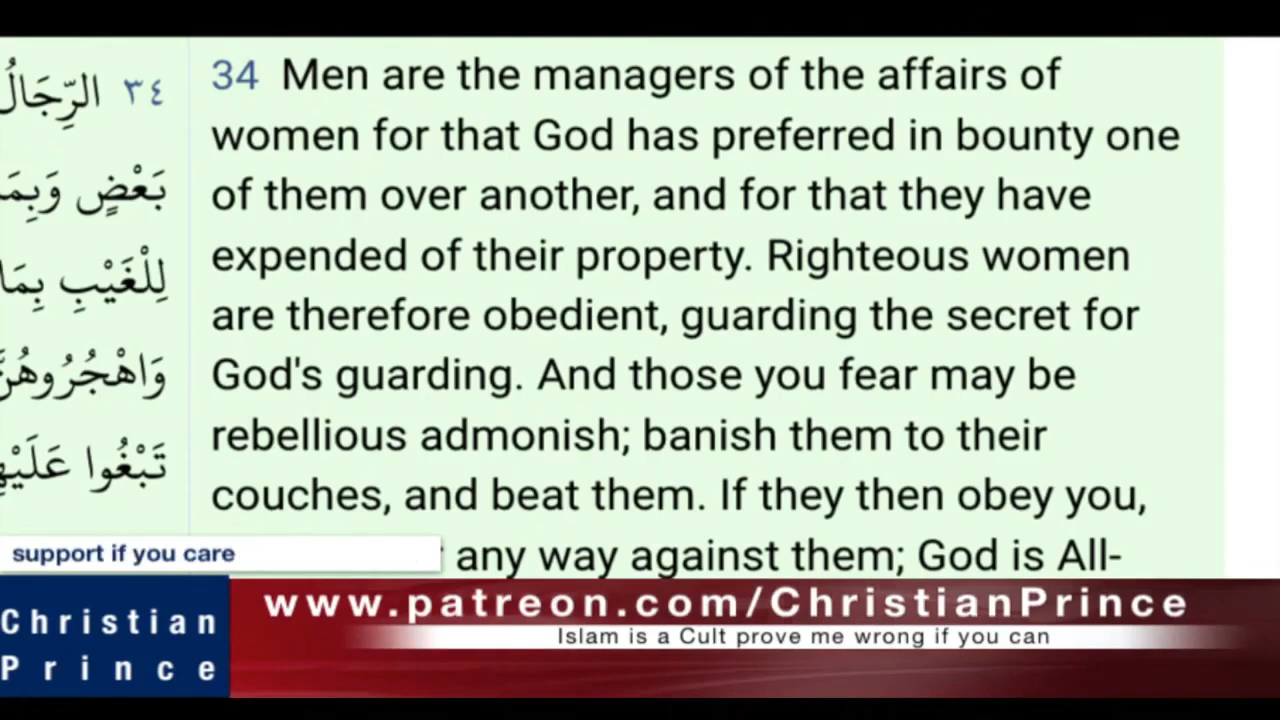 ٣٤ الرِّجَالُ
بَعْضٍ وَبِمَا
لِلْغَيْبِ بِمَا
وَاهْجُرُوهُنَّ
تَبْغُوا
34 Men are the managers of the affairs of
women for that God has preferred in bounty one
of them over another, and for that they have
expended of their property. Righteous women
are therefore obedient, guarding the secret for
God's guarding. And those you fear may be
rebellious admonish; banish them to their
couches, and beat them. If they then obey you,
any way against them; God is All-
support if you care
Christian
Prince
www.patreon.com/ChristianPrince
Islam is a Cult prove me wrong if you can